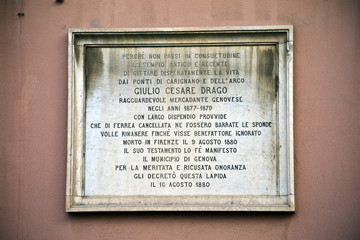 PERCHÈ NON PASSI IN CONSUETUDINE
L'ESEMPIO ANTICO E RECENTE
DI GITTARE DISPERATAMENTE LA VITA
DAI PONTI DI CARIGNANO E DELL'ARCO
GIULIO CESARE DRAGO
RAGGUARDEVOLE MERCADANTE GENOVESE
NEGLI ANNI 1877-1879
CON LARGO DISPENDIO PROVVIDE
CHE DI FERREA CANCELLATA NE FOSSERO BARRATE LE SPONDE
VOLLE RIMANERE FINCHÈ VISSE BENEFATTORE IGNORATO
MORTO IN FIRENZE IL 9 AGOSTO 1880
IL SUO TESTAMENTO LO FÈ MANIFESTO
IL MUNICIPIO DI GENOVA
PER LA MERITATA E RICUSATA ONORANZA
GLI DECRETÒ QUESTA LAPIDA
IL 16 AGOSTO 1880